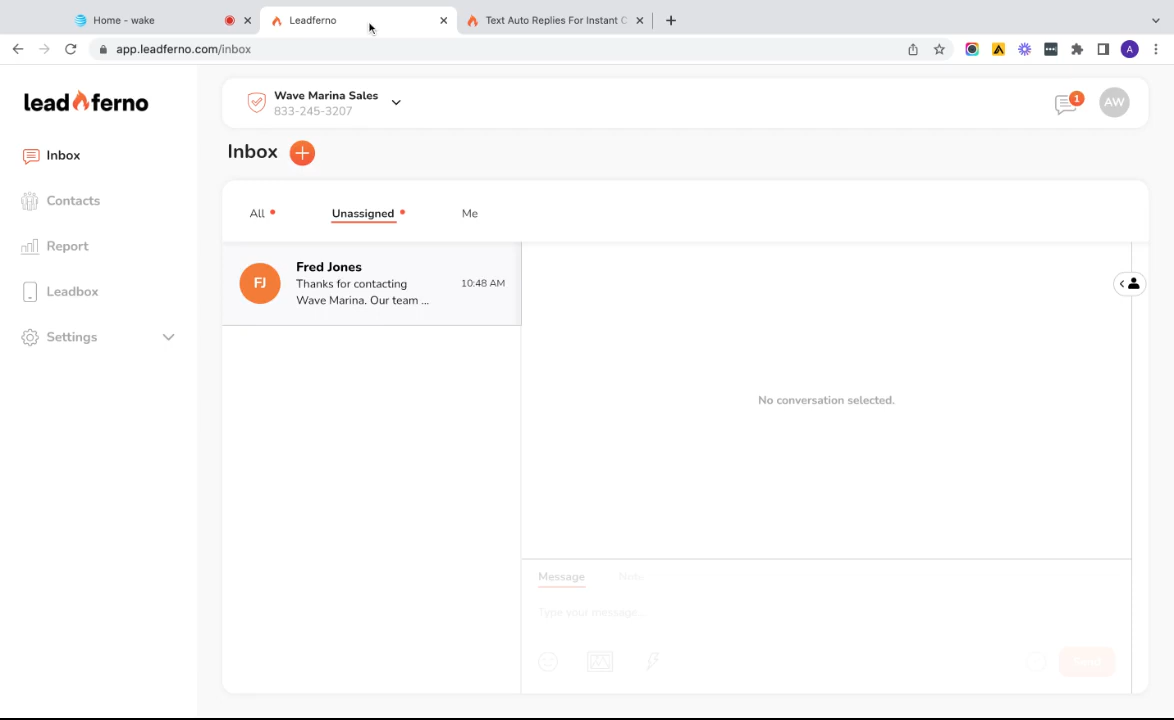 Home - wake
Leadferno
Text Auto Replies For Instant C
app.leadferno.com/inbox
A
leadferno
Wave Marina Sales
833-245-3207
1
AW
Inbox
Contacts
Report
Leadbox
Settings
Inbox
All
Unassigned
Me
FJ
Fred Jones
Thanks for contacting
Wave Marina. Our team ...
10:48 AM
No conversation selected.
Message
Note
Type your message...
Send